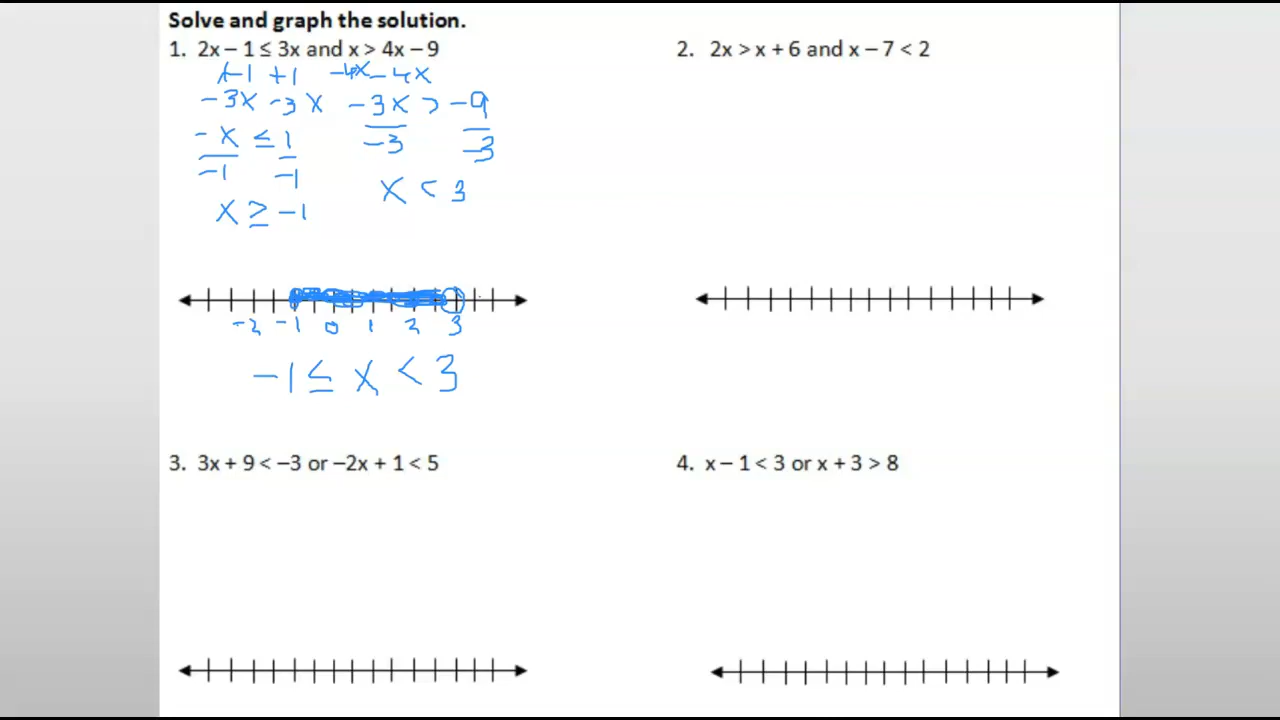 Solve and graph the solution.
1. 2x – 1 ≤ 3x and x > 4x – 9
+1 +1 -4x -4x
-3x -3x -3x > -9
-x ≤ 1 -3 -3
-1 -1
x < 3
x ≥ -1
-2 -1 0 1 2 3
-1 ≤ x < 3
2. 2x > x + 6 and x – 7 < 2
3. 3x + 9 < –3 or –2x + 1 < 5
4. x – 1 < 3 or x + 3 > 8